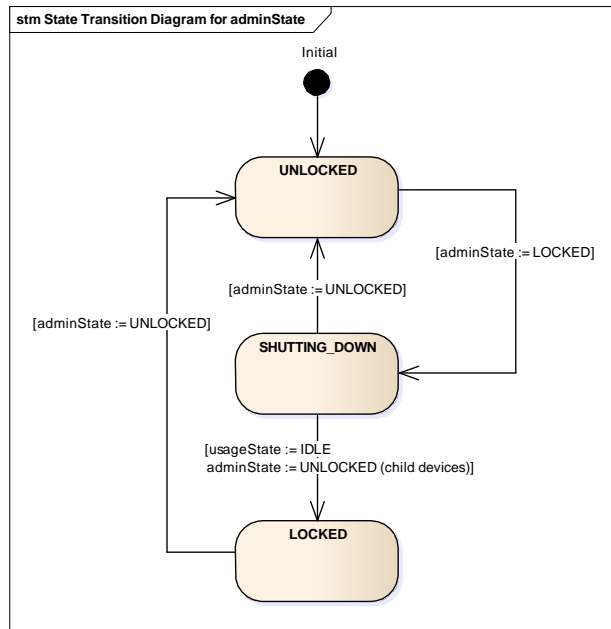 stm State Transition Diagram for adminState
Initial
UNLOCKED
[adminState := LOCKED]
[adminState := UNLOCKED]
[adminState := UNLOCKED]
SHUTTING_DOWN
[usageState := IDLE
adminState := UNLOCKED (child devices)]
LOCKED